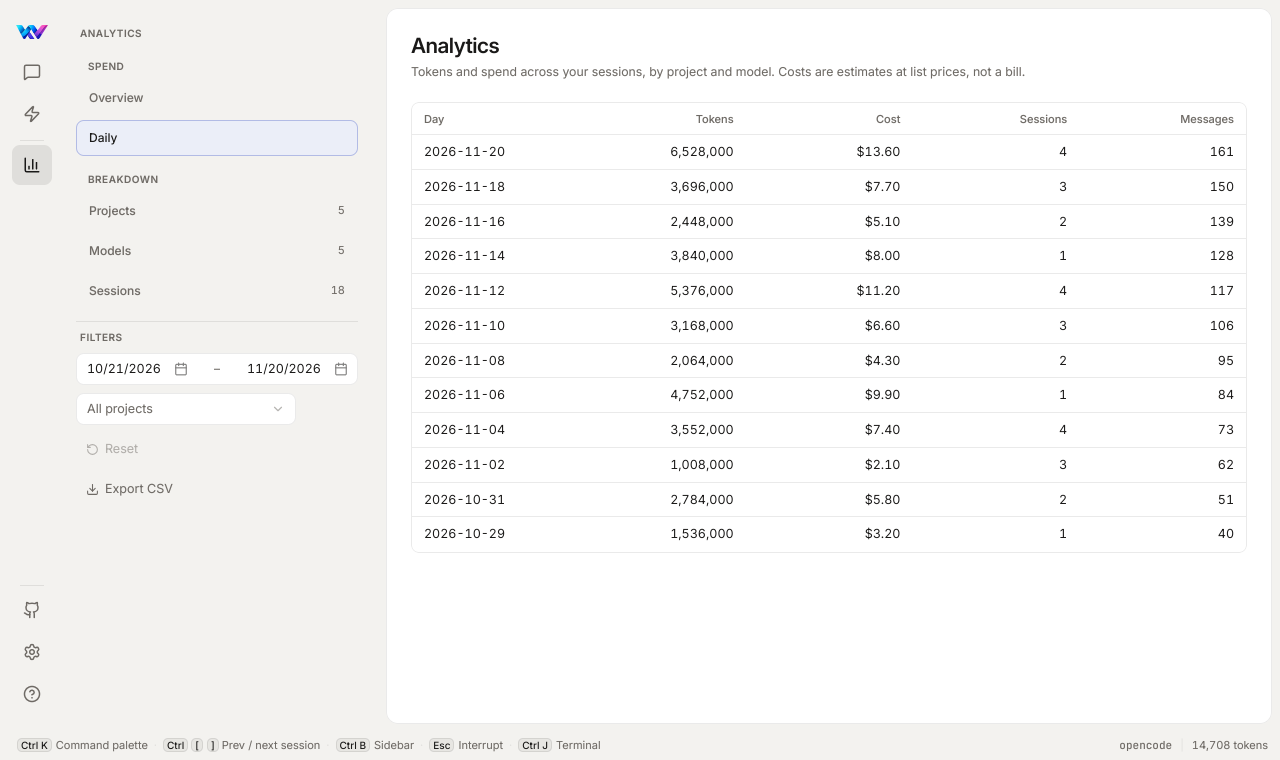 ANALYTICS
SPEND
Overview
Daily
BREAKDOWN
Projects 5
Models 5
Sessions 18
FILTERS
10/21/2026 – 11/20/2026
All projects
Reset
Export CSV
Analytics
Tokens and spend across your sessions, by project and model. Costs are estimates at list prices, not a bill.
Day Tokens Cost Sessions Messages
2026-11-20 6,528,000 $13.60 4 161
2026-11-18 3,696,000 $7.70 3 150
2026-11-16 2,448,000 $5.10 2 139
2026-11-14 3,840,000 $8.00 1 128
2026-11-12 5,376,000 $11.20 4 117
2026-11-10 3,168,000 $6.60 3 106
2026-11-08 2,064,000 $4.30 2 95
2026-11-06 4,752,000 $9.90 1 84
2026-11-04 3,552,000 $7.40 4 73
2026-11-02 1,008,000 $2.10 3 62
2026-10-31 2,784,000 $5.80 2 51
2026-10-29 1,536,000 $3.20 1 40
Ctrl K Command palette Ctrl [ ] Prev / next session Ctrl B Sidebar Esc Interrupt Ctrl J Terminal opencode 14,708 tokens